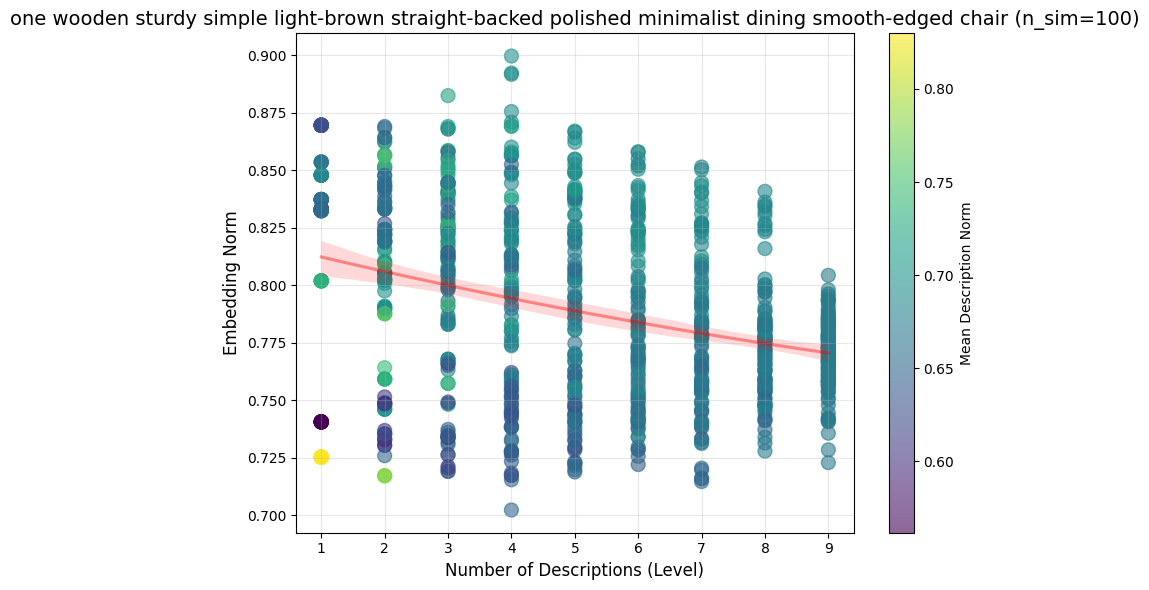 one wooden sturdy simple light-brown straight-backed polished minimalist dining smooth-edged chair (n_sim=100)
Embedding Norm
0.900
0.875
0.850
0.825
0.800
0.775
0.750
0.725
0.700
1 2 3 4 5 6 7 8 9
Number of Descriptions (Level)
0.80
0.75
0.70
0.65
0.60
Mean Description Norm